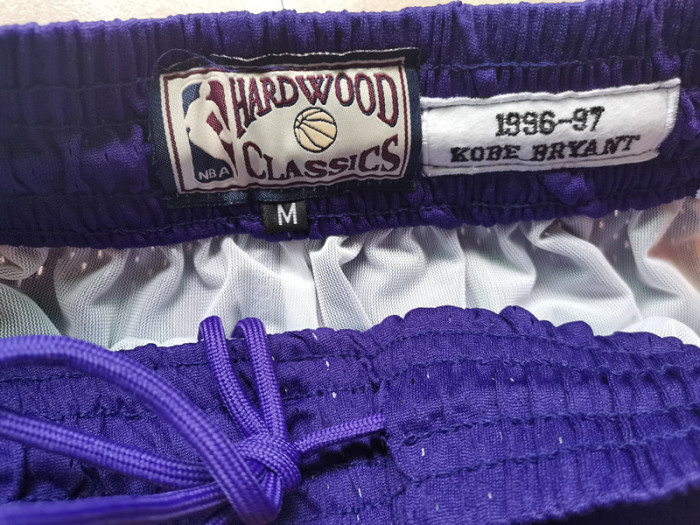 HARDWOOD
CLASSICS
NBA
1996-97
KOBE BRYANT
M